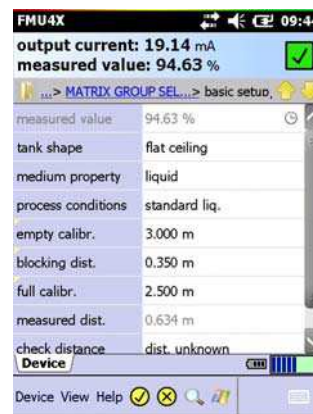 FMU4X 09:44
output current: 19.14 mA
measured value: 94.63 %
...> MATRIX GROUP SEL...> basic setup,
measured value 94.63 %
tank shape flat ceiling
medium property liquid
process conditions standard liq.
empty calibr. 3.000 m
blocking dist. 0.350 m
full calibr. 2.500 m
measured dist. 0.634 m
check distance dist. unknown
Device
Device View Help